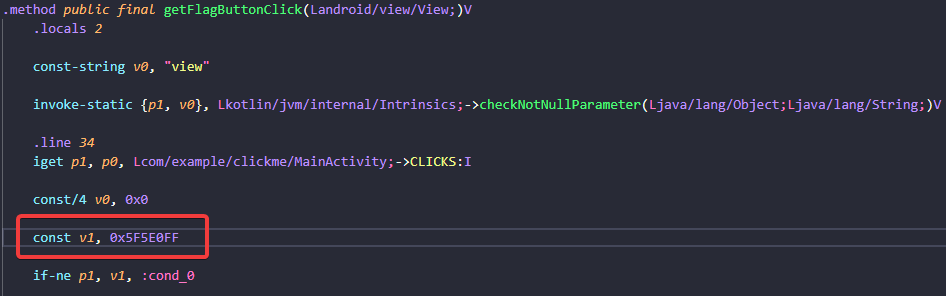 .method public final getFlagButtonClick(Landroid/view/View;)V
.locals 2
const-string v0, "view"
invoke-static {p1, v0}, Lkotlin/jvm/internal/Intrinsics;->checkNotNullParameter(Ljava/lang/Object;Ljava/lang/String;)V
.line 34
iget p1, p0, Lcom/example/clickme/MainActivity;->CLICKS:I
const/4 v0, 0x0
const v1, 0x5F5E0FF
if-ne p1, v1, :cond_0